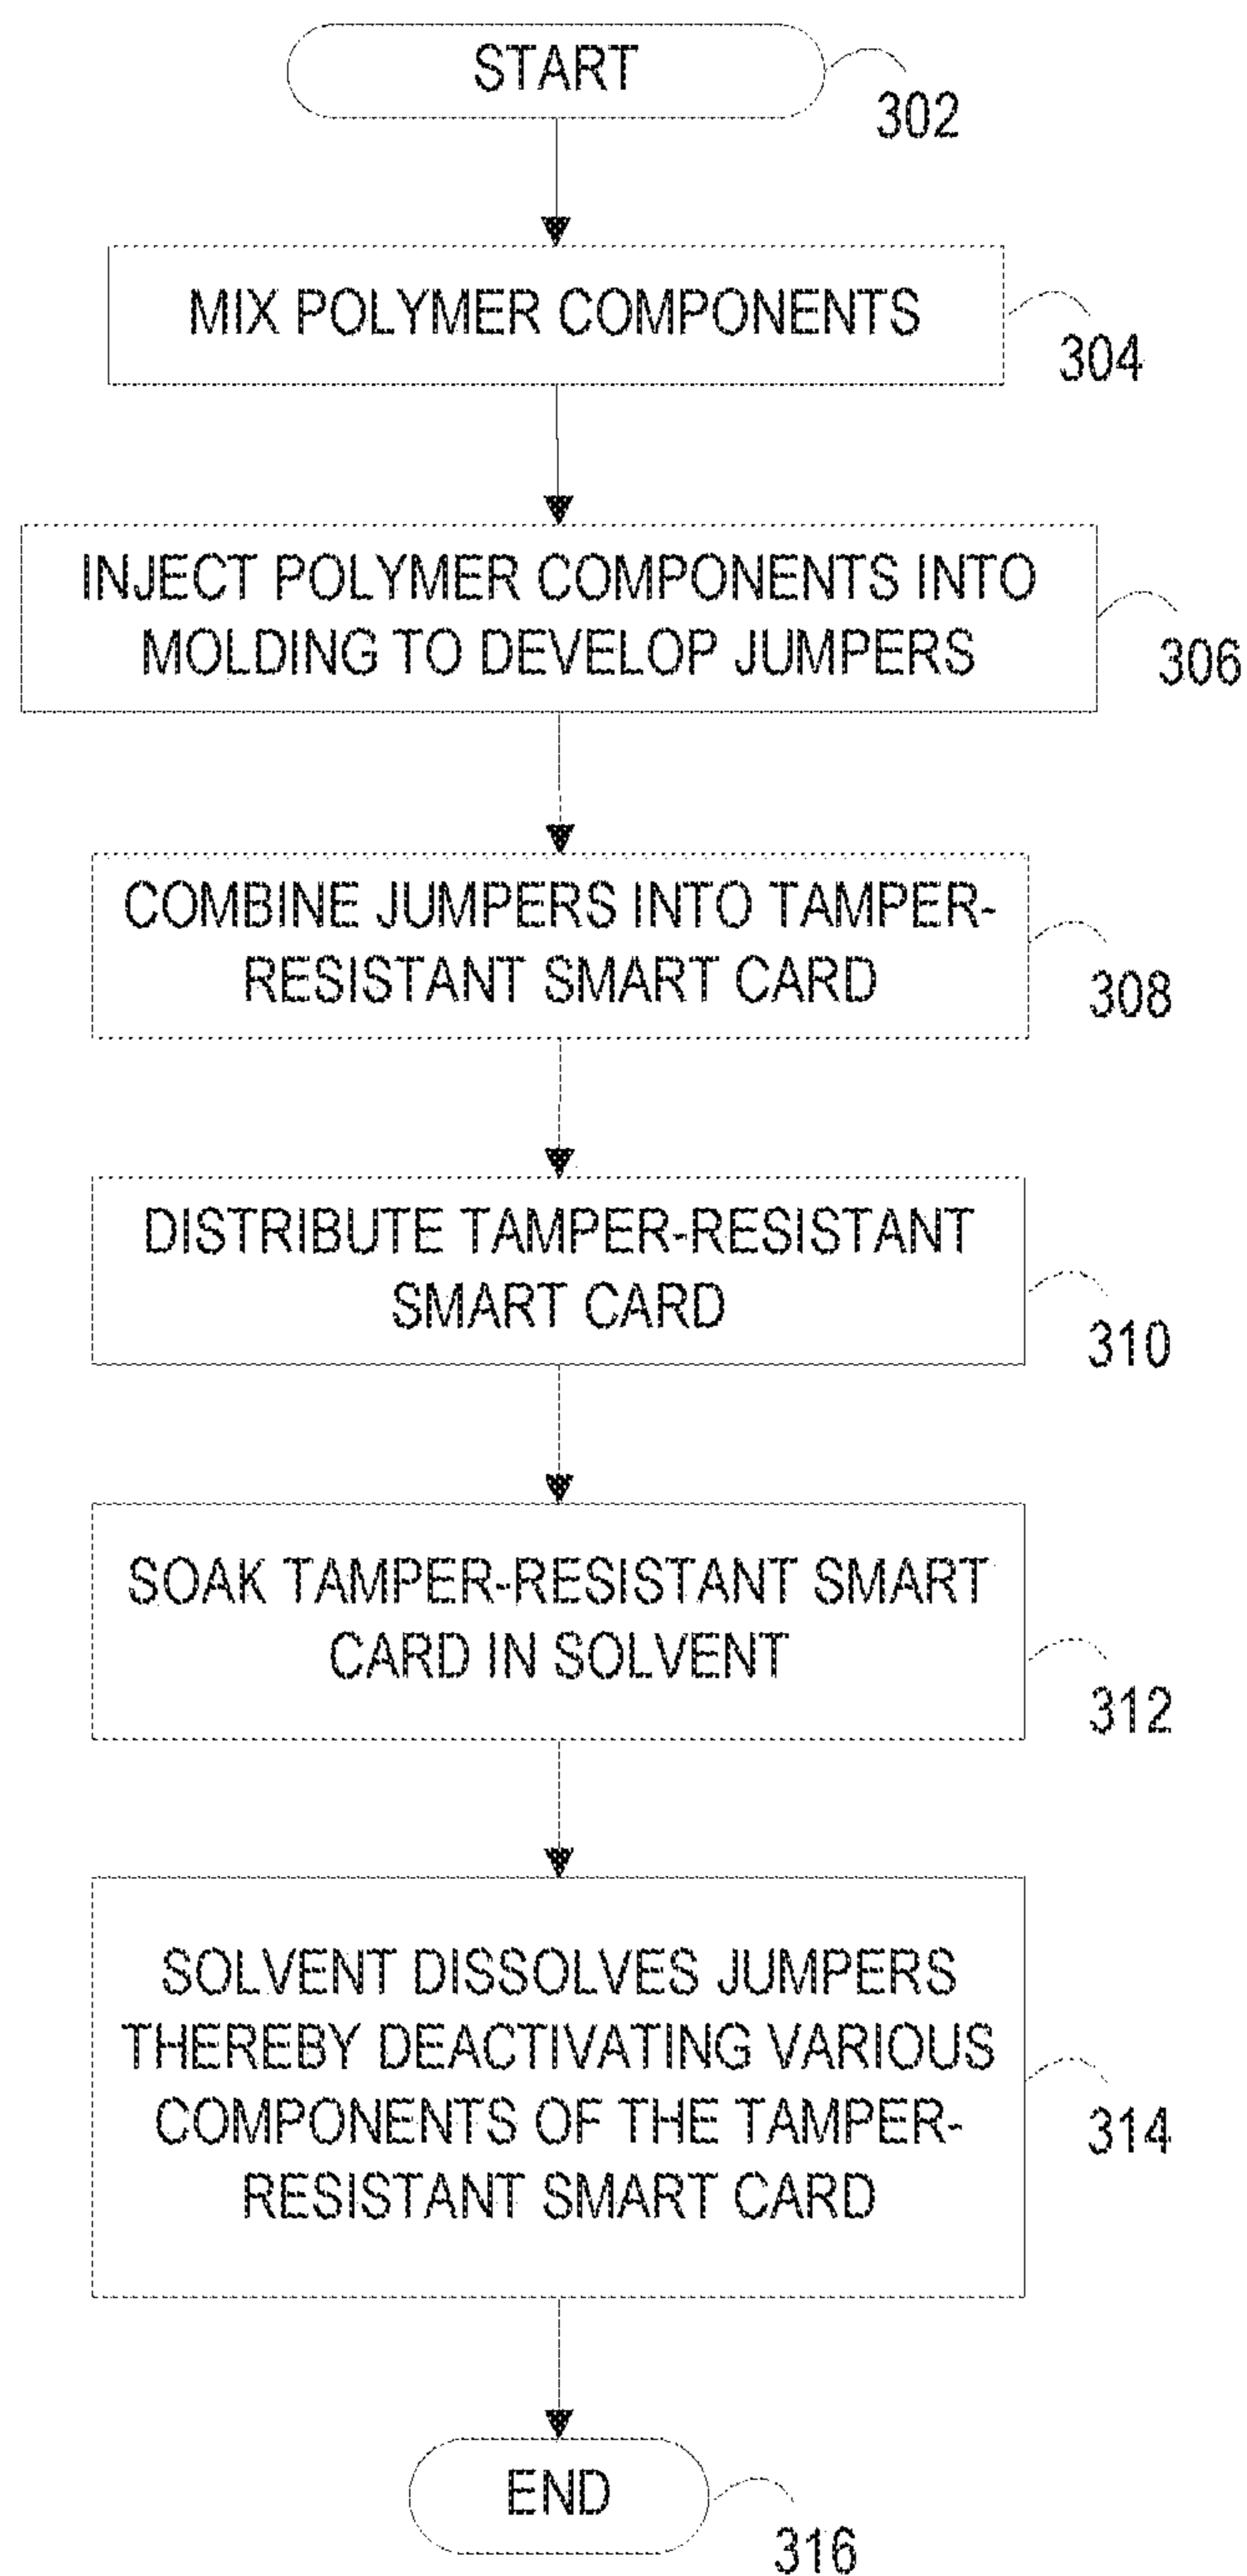 START
302
MIX POLYMER COMPONENTS
304
INJECT POLYMER COMPONENTS INTO
MOLDING TO DEVELOP JUMPERS
306
COMBINE JUMPERS INTO TAMPER-
RESISTANT SMART CARD
308
DISTRIBUTE TAMPER-RESISTANT
SMART CARD
310
SOAK TAMPER-RESISTANT SMART
CARD IN SOLVENT
312
SOLVENT DISSOLVES JUMPERS
THEREBY DEACTIVATING VARIOUS
COMPONENTS OF THE TAMPER-
RESISTANT SMART CARD
314
END
316